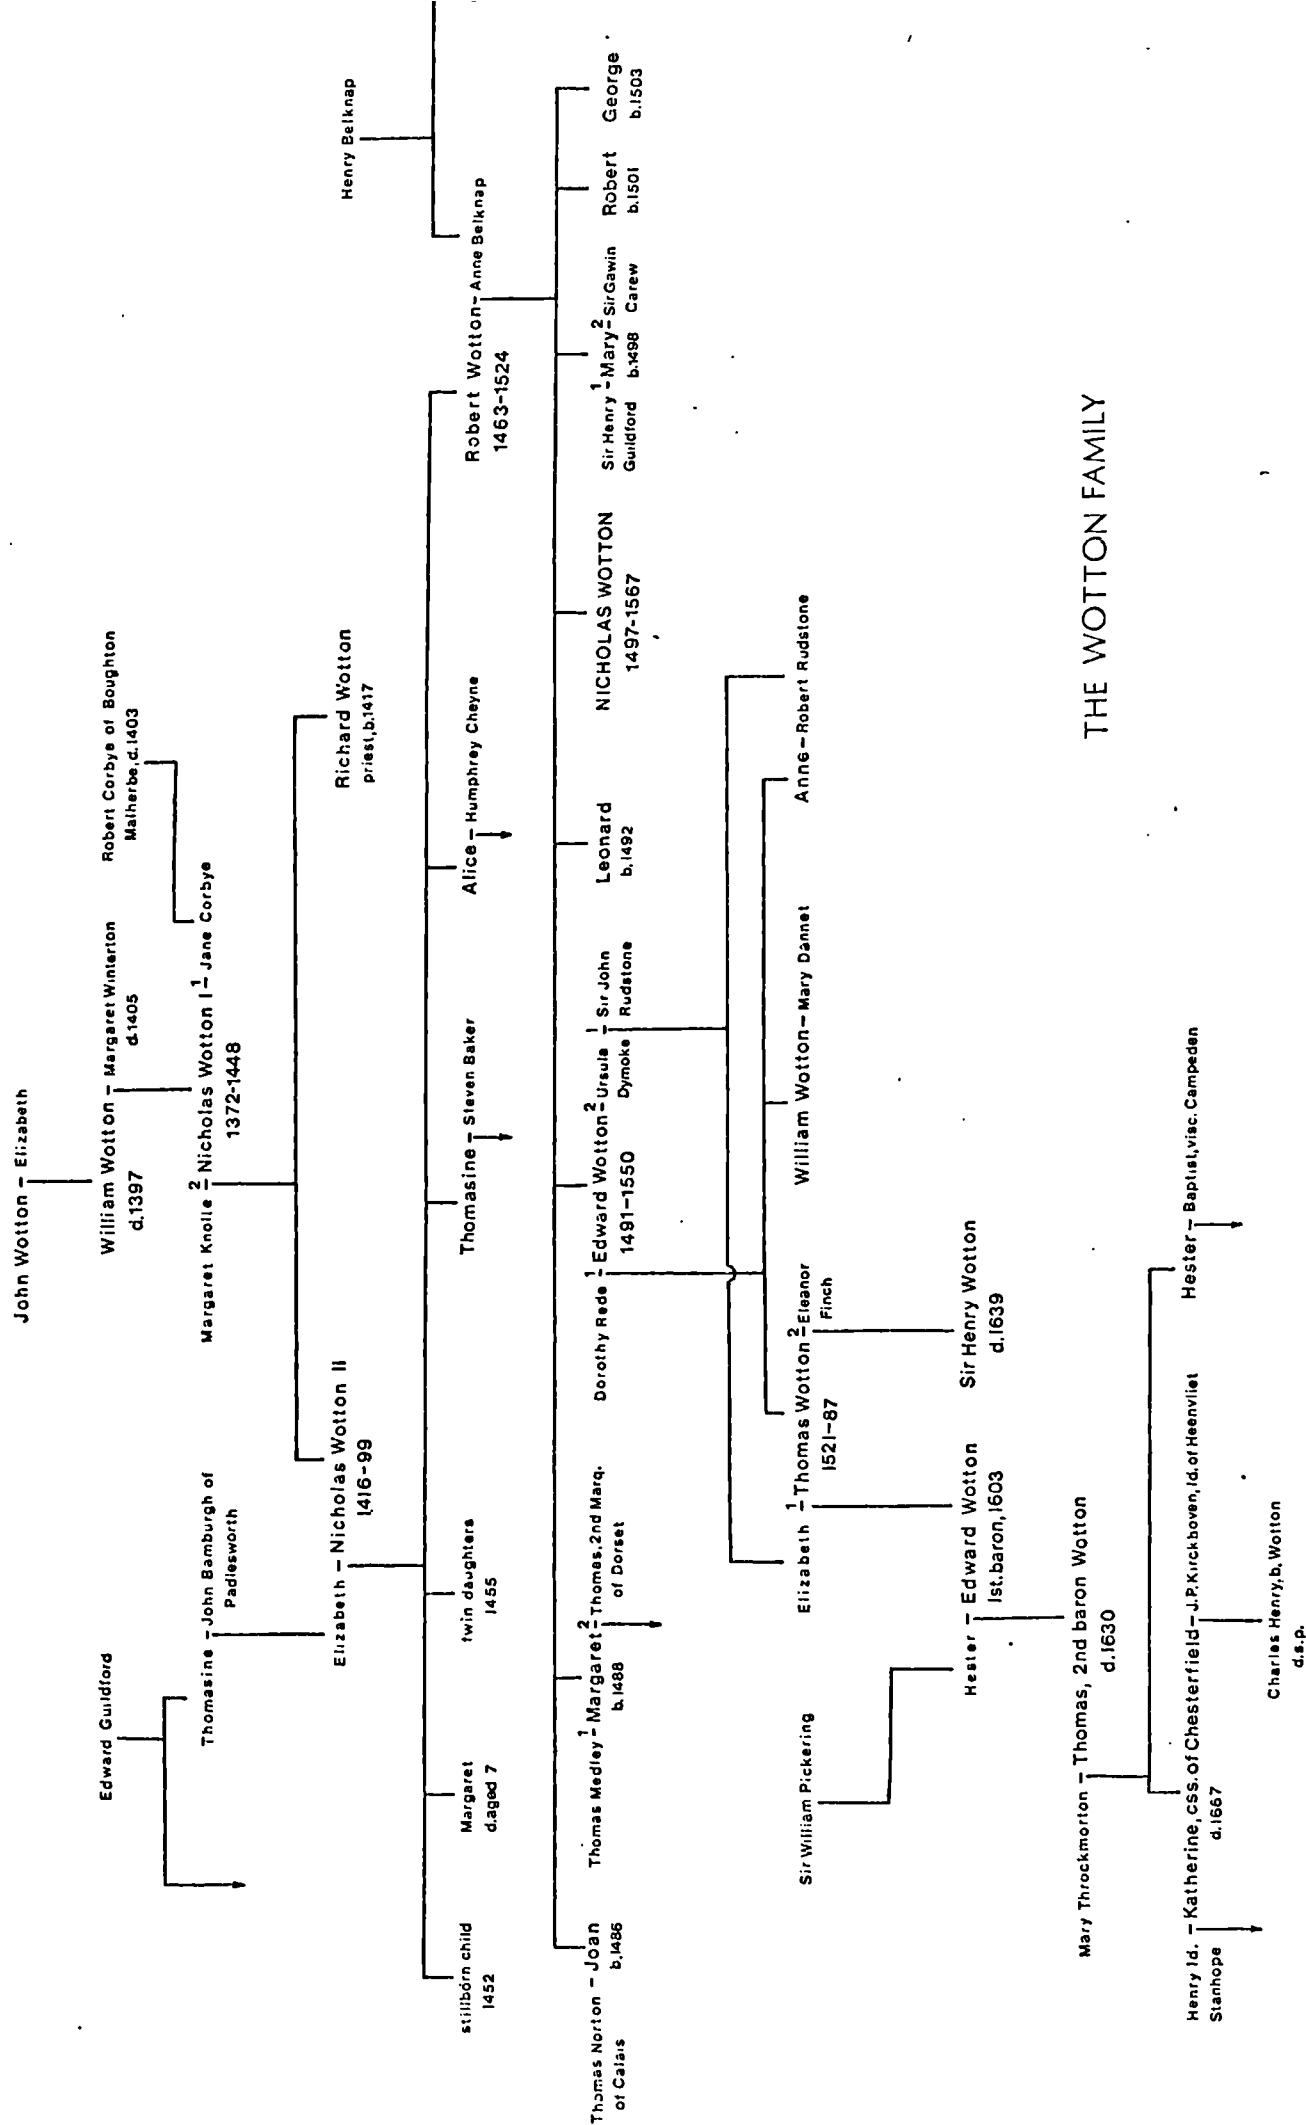 John Wotton – Elizabeth
Edward Guildford
William Wotton – Margaret Winterton
d.1397
d.1405
Robert Corbye of Boughton
Malherbe, d.1403
Thomasine – John Bamburgh of
Padlesworth
Margaret Knolle 2 – Nicholas Wotton I 1 – Jane Corbye
1372-1448
Elizabeth – Nicholas Wotton II
1416-99
Richard Wotton
priest, b.1417
Henry Belknap
stillborn child
1452
Margaret
d.aged 7
twin daughters
1455
Thomasine – Steven Baker
Alice – Humphrey Cheyne
Robert Wotton – Anne Belknap
1463-1524
Thomas Norton – Joan
of Calais
b.1486
Thomas Medley 1 – Margaret 2 – Thomas, 2nd Marq.
b.1488
of Dorset
Dorothy Rede 1 – Edward Wotton 2 – Ursula 1 – Sir John
1491-1550
Dymoke
Rudstone
Leonard
b.1492
NICHOLAS WOTTON
1497-1567
Sir Henry 1 – Mary 2 – Sir Gawin
Guildford
b.1498
Carew
Robert
b.1501
George
b.1503
Sir William Pickering
Elizabeth 1 – Thomas Wotton 2 – Eleanor
1521-87
Finch
William Wotton – Mary Dannet
Anne – Robert Rudstone
Hester – Edward Wotton
1st. baron, 1603
Sir Henry Wotton
d.1639
Mary Throckmorton – Thomas, 2nd baron Wotton
d.1630
THE WOTTON FAMILY
Henry ld. – Katherine, css. of Chesterfield – J.P. Kirckhoven, ld. of Heenvliet
Stanhope
d.1667
Hester – Baptist, visc. Campeden
Charles Henry, b. Wotton
d.s.p.